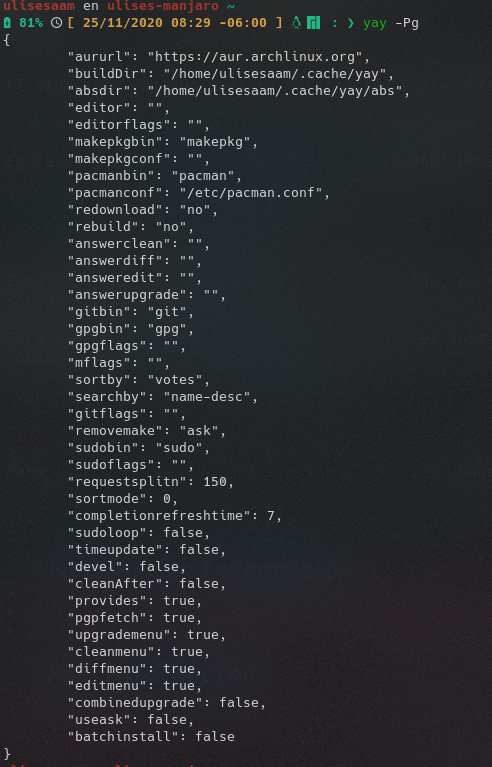 ulisesaam en ulises-manjaro ~
81% [ 25/11/2020 08:29 -06:00 ] : ❯ yay -Pg
{
"aururl": "https://aur.archlinux.org",
"buildDir": "/home/ulisesaam/.cache/yay",
"absdir": "/home/ulisesaam/.cache/yay/abs",
"editor": "",
"editorflags": "",
"makepkgbin": "makepkg",
"makepkgconf": "",
"pacmanbin": "pacman",
"pacmanconf": "/etc/pacman.conf",
"redownload": "no",
"rebuild": "no",
"answerclean": "",
"answerdiff": "",
"answeredit": "",
"answerupgrade": "",
"gitbin": "git",
"gpgbin": "gpg",
"gpgflags": "",
"mflags": "",
"sortby": "votes",
"searchby": "name-desc",
"gitflags": "",
"removemake": "ask",
"sudobin": "sudo",
"sudoflags": "",
"requestsplitn": 150,
"sortmode": 0,
"completionrefreshtime": 7,
"sudoloop": false,
"timeupdate": false,
"devel": false,
"cleanAfter": false,
"provides": true,
"pgpfetch": true,
"upgrademenu": true,
"cleanmenu": true,
"diffmenu": true,
"editmenu": true,
"combinedupgrade": false,
"useask": false,
"batchinstall": false
}